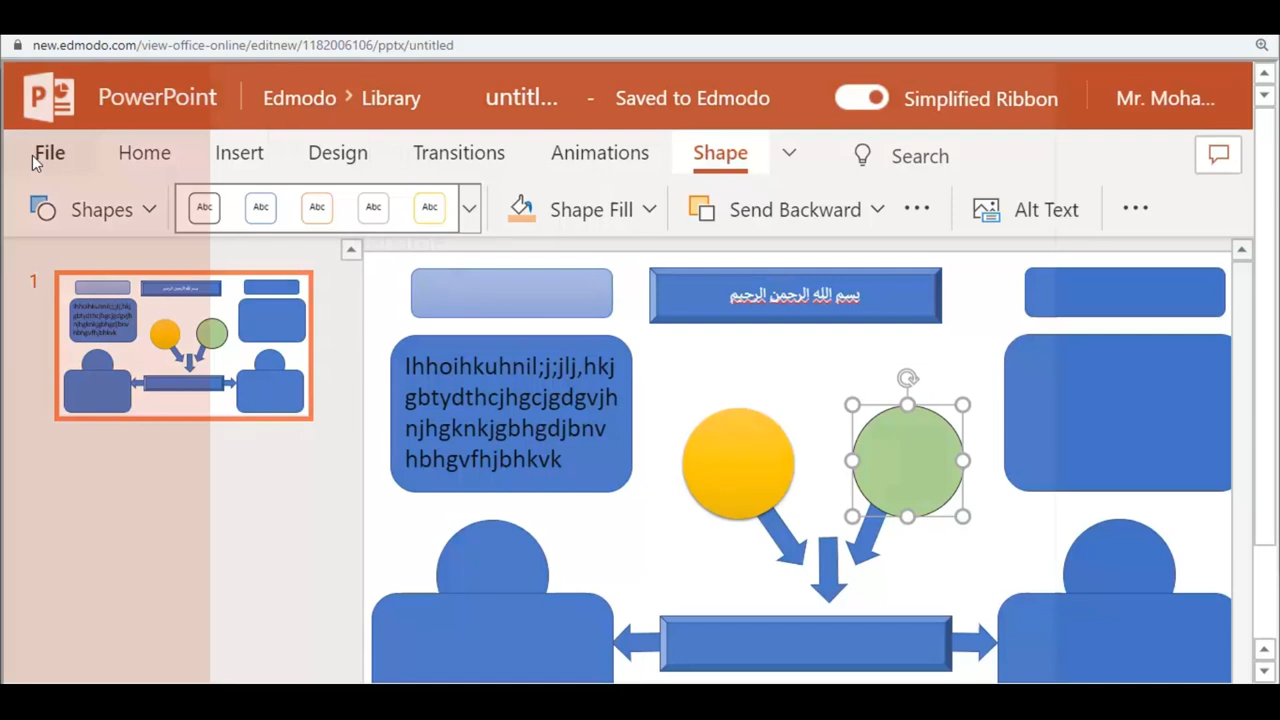 new.edmodo.com/view-office-online/editnew/1182006106/pptx/untitled
PowerPoint Edmodo > Library untitl... - Saved to Edmodo Simplified Ribbon Mr. Moha...
File Home Insert Design Transitions Animations Shape Search
Shapes Abc Abc Abc Abc Abc Shape Fill Send Backward ... Alt Text ...
1
بسم الله الرحمن الرحيم
lhhoihkuhnil;j;jlj,hkj
gbtydthcjhgcjgdgvjh
njhgknkjgbhgdjbnv
hbhgvfhjbhkvk